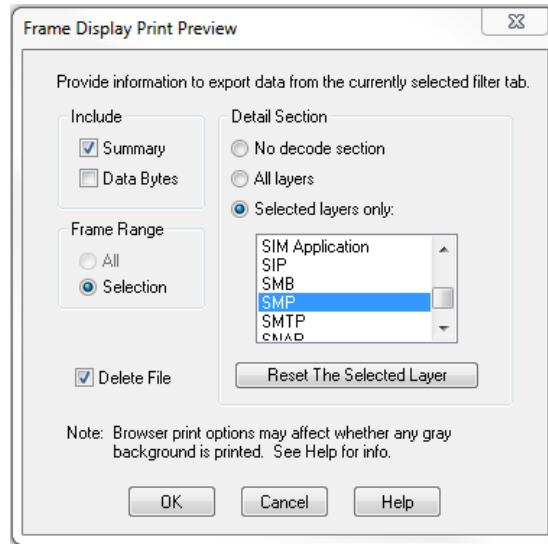 Frame Display Print Preview
Provide information to export data from the currently selected filter tab.
Include
Summary
Data Bytes
Frame Range
All
Selection
Delete File
Detail Section
No decode section
All layers
Selected layers only:
SIM Application
SIP
SMB
SMP
SMTP
SNAP
Reset The Selected Layer
Note: Browser print options may affect whether any gray
background is printed. See Help for info.
OK
Cancel
Help